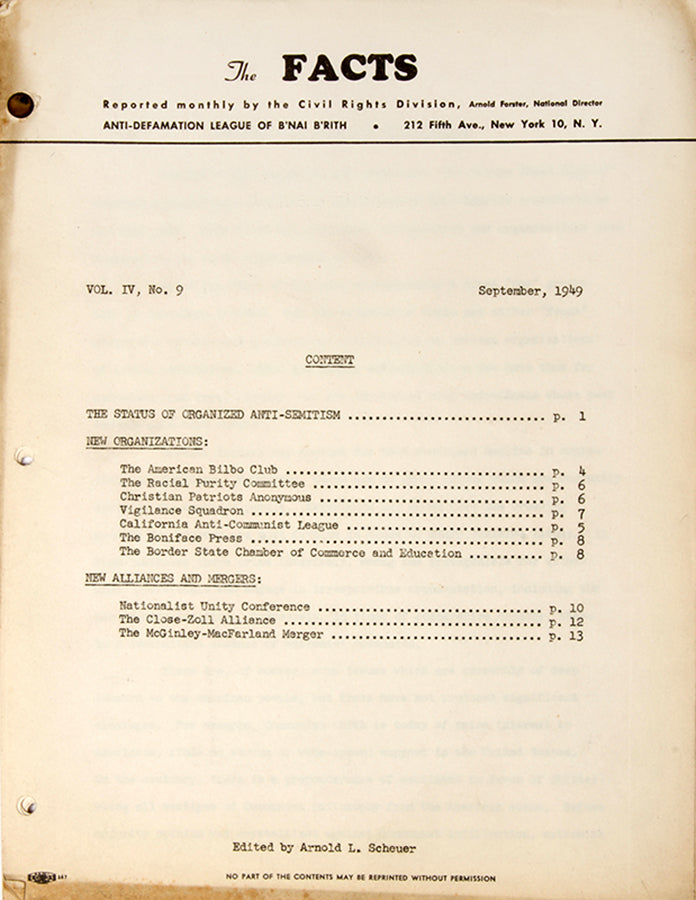 The FACTS
Reported monthly by the Civil Rights Division, Arnold Forster, National Director
ANTI-DEFAMATION LEAGUE OF B'NAI B'RITH • 212 Fifth Ave., New York 10, N. Y.
VOL. IV, No. 9 September, 1949
CONTENT
THE STATUS OF ORGANIZED ANTI-SEMITISM ............................. p. 1
NEW ORGANIZATIONS:
The American Bilbo Club ...................................... p. 4
The Racial Purity Committee ................................... p. 6
Christian Patriots Anonymous .................................. p. 6
Vigilance Squadron ............................................ p. 7
California Anti-Communist League .............................. p. 5
The Boniface Press ............................................ p. 8
The Border State Chamber of Commerce and Education ........... p. 8
NEW ALLIANCES AND MERGERS:
Nationalist Unity Conference ................................. p. 10
The Close-Zoll Alliance ...................................... p. 12
The McGinley-MacFarland Merger ............................... p. 13
Edited by Arnold L. Scheuer
NO PART OF THE CONTENTS MAY BE REPRINTED WITHOUT PERMISSION